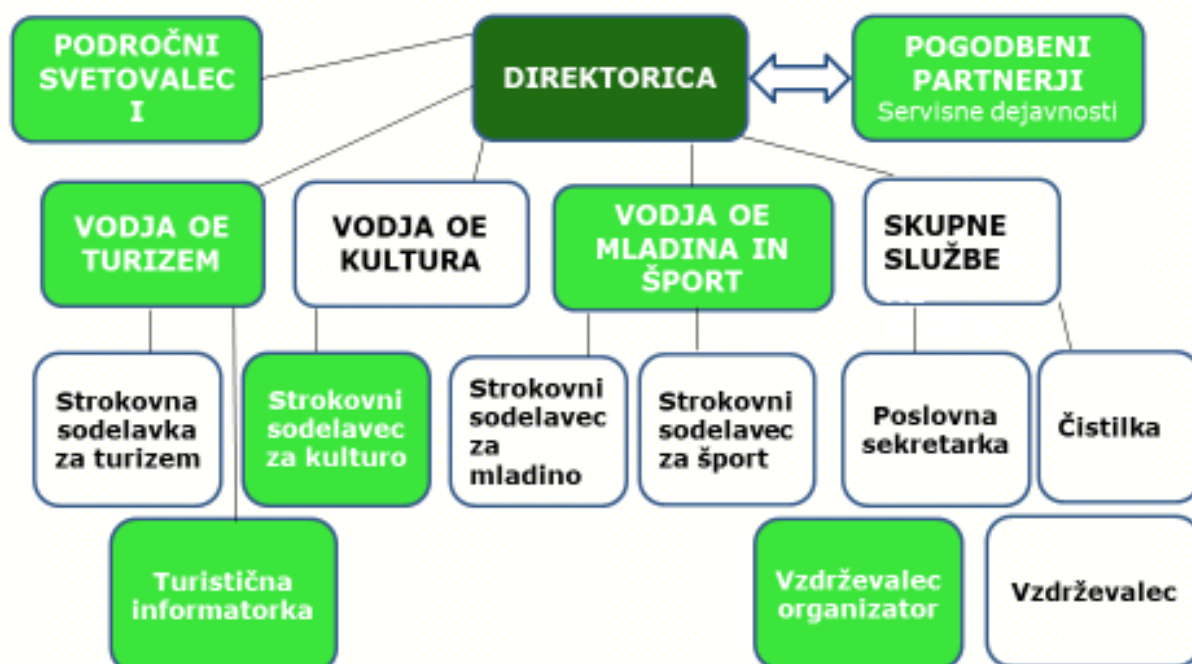 PODROČNI
SVETOVALEC
I
DIREKTORICA
POGODBENI
PARTNERJI
Servisne dejavnosti
VODJA OE
TURIZEM
VODJA OE
KULTURA
VODJA OE
MLADINA IN
ŠPORT
SKUPNE
SLUŽBE
Strokovna
sodelavka
za turizem
Strokovni
sodelavec
za kulturo
Strokovni
sodelavec
za
mladino
Strokovni
sodelavec
za šport
Poslovna
sekretarka
Čistilka
Turistična
informatorka
Vzdrževalec
organizator
Vzdrževalec